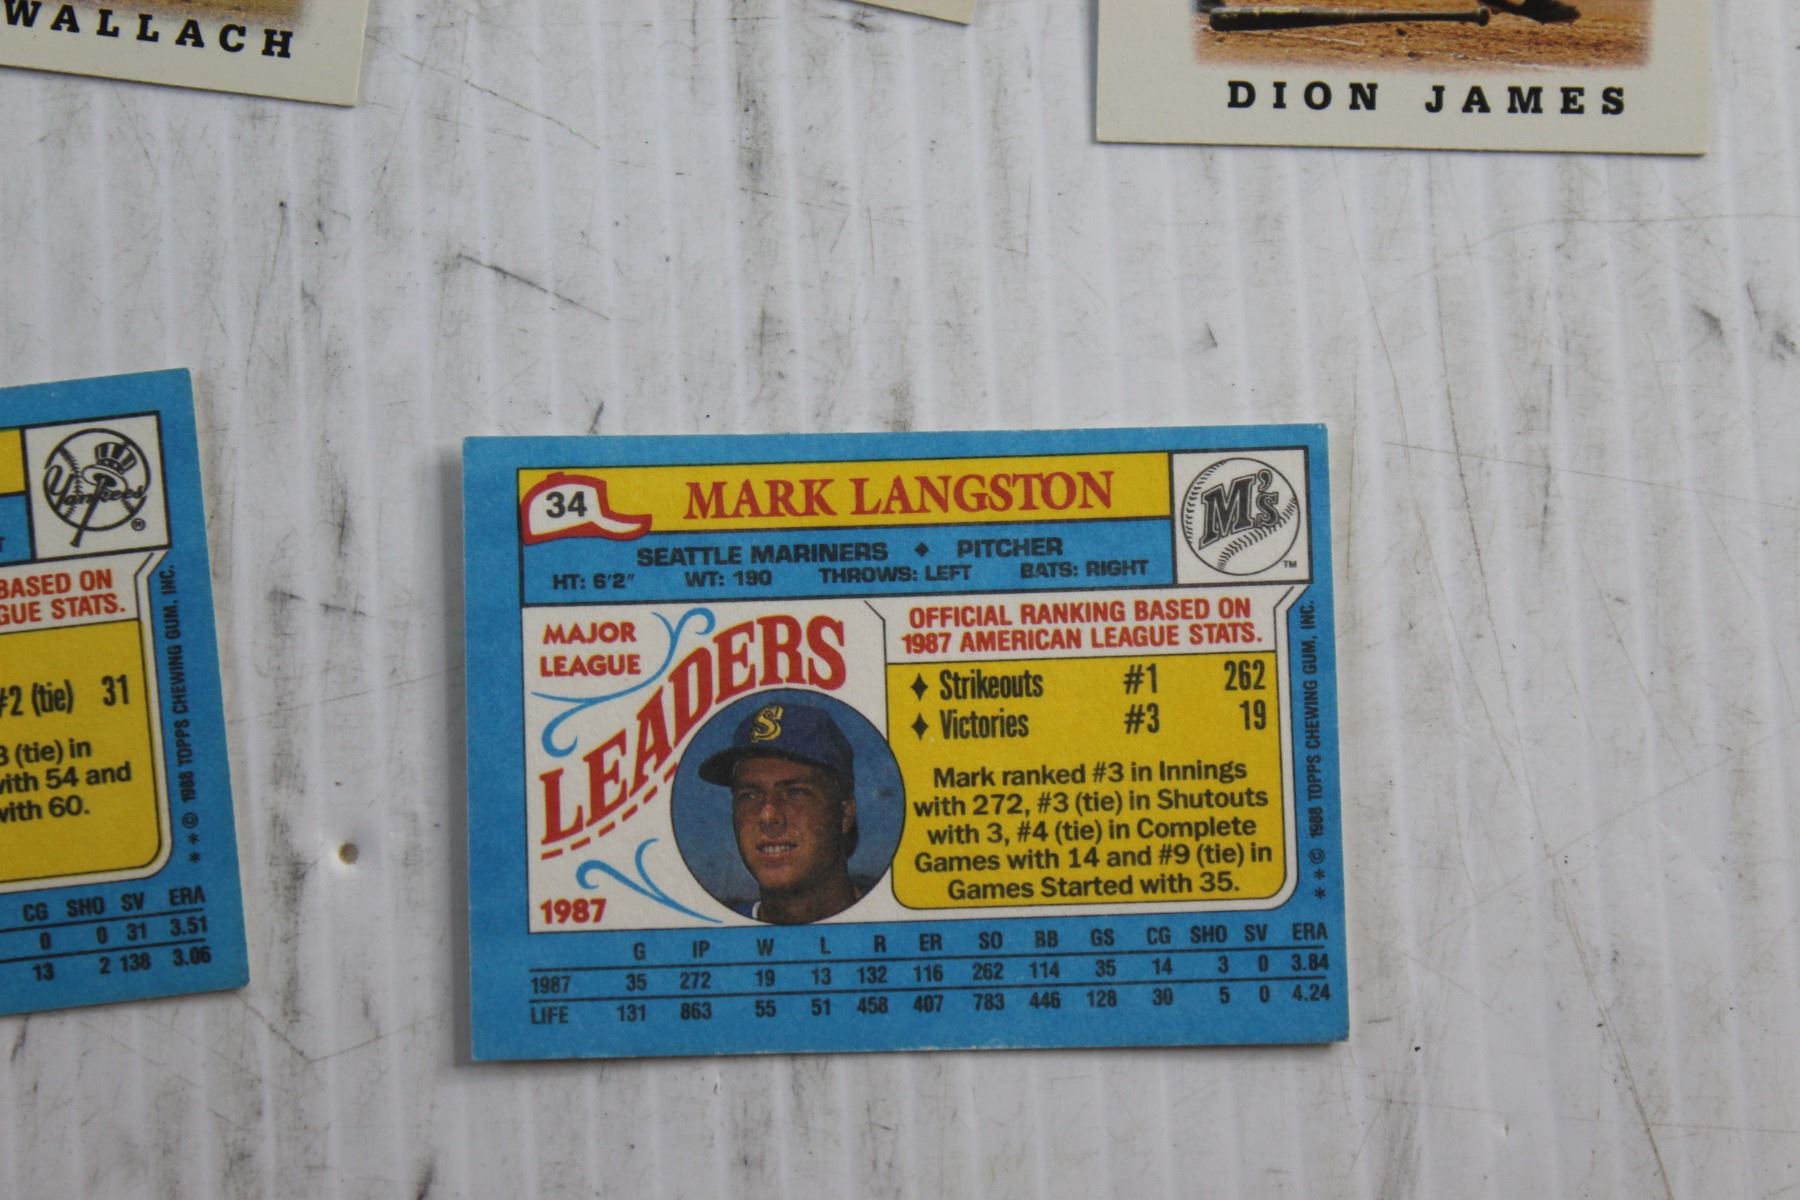 WALLACH
DION JAMES
Yankees
®
T
BASED ON
GUE STATS.
#2 (tie) 31
3 (tie) in
with 54 and
with 60.
* * © 1988 TOPPS CHEWING GUM, INC.
CG SHO SV ERA
0 0 31 3.51
13 2 138 3.06
34
MARK LANGSTON
M's
TM
SEATTLE MARINERS ♦ PITCHER
HT: 6'2" WT: 190 THROWS: LEFT BATS: RIGHT
MAJOR
LEAGUE
LEADERS
S
1987
OFFICIAL RANKING BASED ON
1987 AMERICAN LEAGUE STATS.
♦ Strikeouts #1 262
♦ Victories #3 19
Mark ranked #3 in Innings
with 272, #3 (tie) in Shutouts
with 3, #4 (tie) in Complete
Games with 14 and #9 (tie) in
Games Started with 35.
* * * © 1988 TOPPS CHEWING GUM, INC.
G IP W L R ER SO BB GS CG SHO SV ERA
1987 35 272 19 13 132 116 262 114 35 14 3 0 3.84
LIFE 131 863 55 51 458 407 783 446 128 30 5 0 4.24